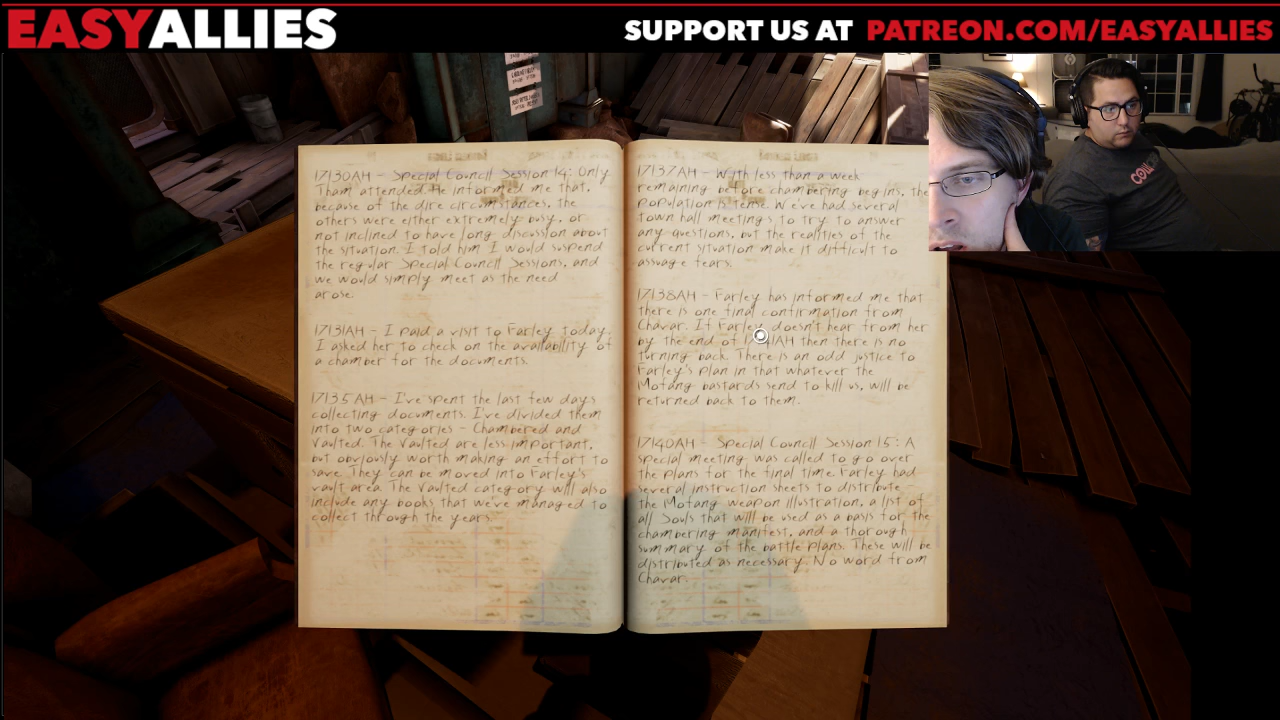 EASYALLIES
SUPPORT US AT PATREON.COM/EASYALLIES
17130AH - Special Council Session 14: Only
Tham attended. He informed me that,
because of the dire circumstances, the
others were either extremely busy, or
not inclined to have long discussion about
the situation. I told him I would suspend
the regular Special Council Sessions, and
we would simply meet as the need
arose.
17131AH - I paid a visit to Farley today.
I asked her to check on the availability of
a chamber for the documents.
17135AH - I've spent the last few days
collecting documents. I've divided them
into two categories - Chambered and
Vaulted. The Vaulted are less important,
but obviously worth making an effort to
save. They can be moved into Farley's
vault area. The Vaulted category will also
include any books that we've managed to
collect through the years.
17137AH - With less than a week
remaining before chambering begins, the
population is tense. We've had several
town hall meetings to try to answer
any questions, but the realities of the
current situation make it difficult to
assuage fears.
17138AH - Farley has informed me that
there is one final confirmation from
Chavar. If Farley doesn't hear from her
by the end of then there is no
turning back. There is an odd justice to
Farley's plan in that whatever the
Mofang bastards send to kill us, will be
returned back to them.
17140AH - Special Council Session 15: A
special meeting was called to go over
the plans for the final time. Farley had
several instruction sheets to distribute -
the Mofang weapon illustration, a list of
all Souls that will be used as a basis for the
chambering manifest, and a thorough
summary of the battle plans. These will be
distributed as necessary. No word from
Chavar.